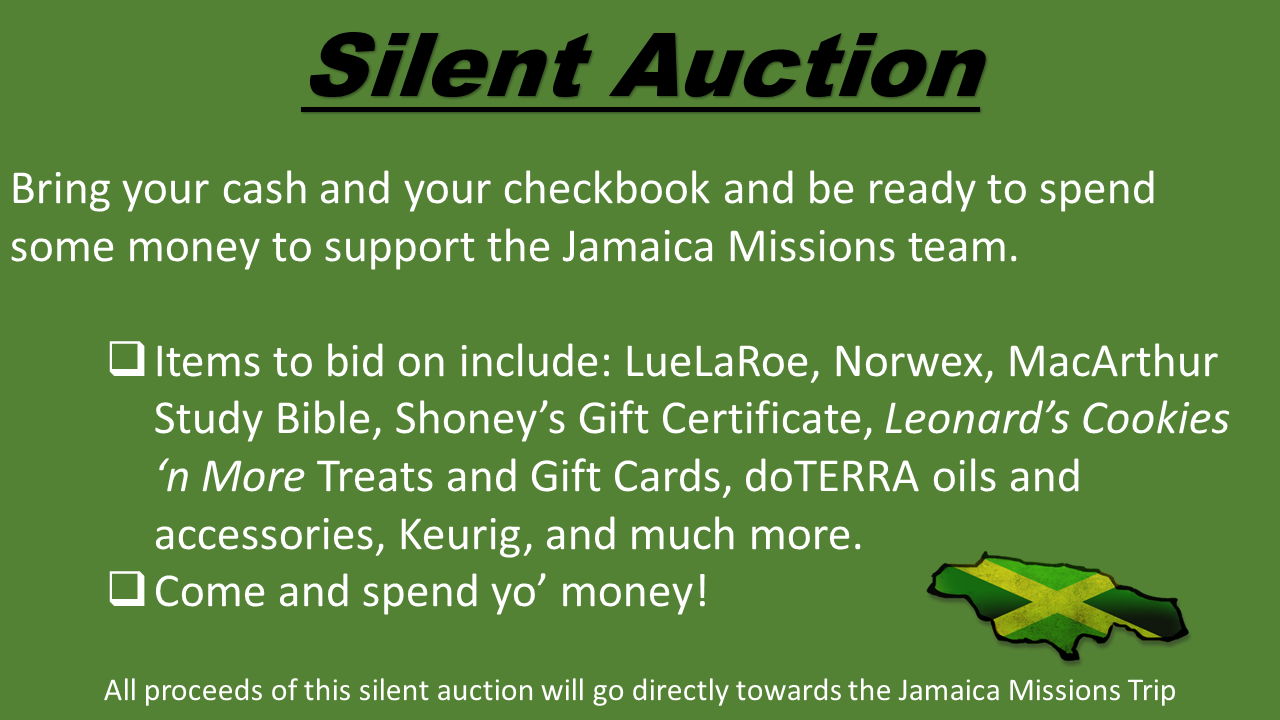 Silent Auction
Bring your cash and your checkbook and be ready to spend
some money to support the Jamaica Missions team.
❑ Items to bid on include: LueLaRoe, Norwex, MacArthur
Study Bible, Shoney’s Gift Certificate, Leonard’s Cookies
‘n More Treats and Gift Cards, doTERRA oils and
accessories, Keurig, and much more.
❑ Come and spend yo’ money!
All proceeds of this silent auction will go directly towards the Jamaica Missions Trip